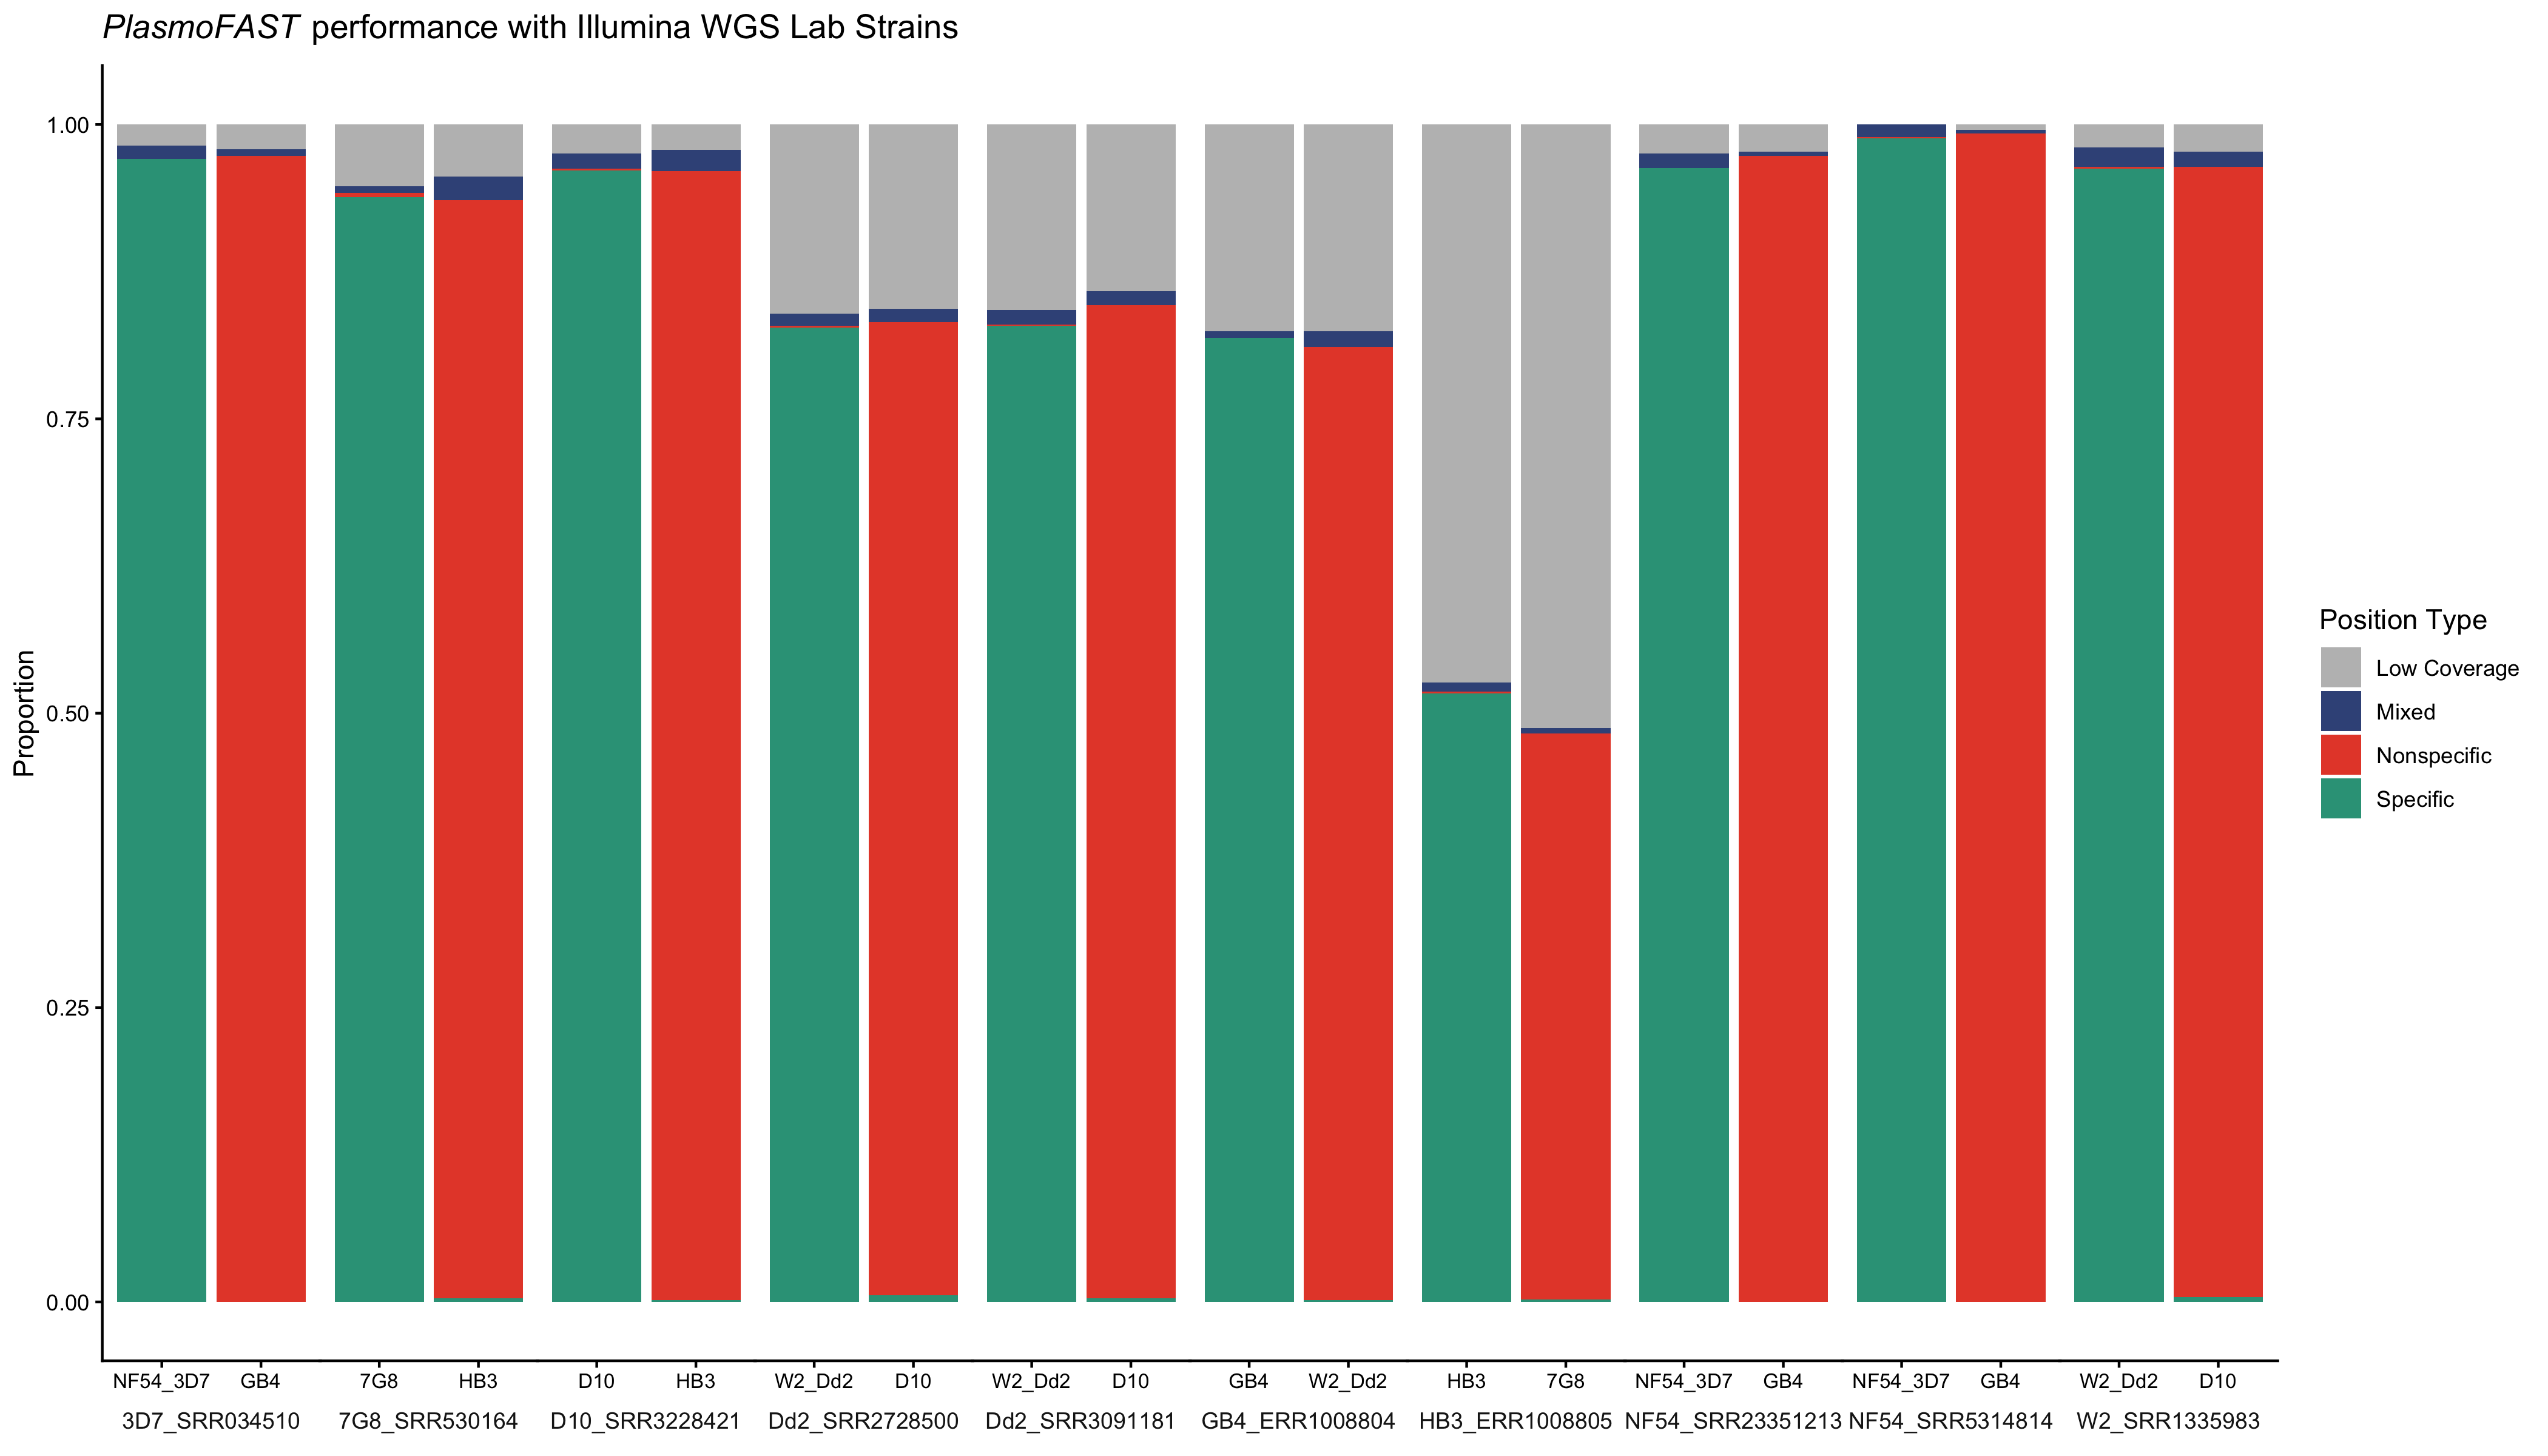 PlasmoFAST performance with Illumina WGS Lab Strains
1.00
0.75
0.50
0.25
0.00
Proportion
Position Type
Low Coverage
Mixed
Nonspecific
Specific
NF54_3D7 GB4 7G8 HB3 D10 HB3 W2_Dd2 D10 W2_Dd2 D10 GB4 W2_Dd2 HB3 7G8 NF54_3D7 GB4 NF54_3D7 GB4 W2_Dd2 D10
3D7_SRR034510 7G8_SRR530164 D10_SRR3228421 Dd2_SRR2728500 Dd2_SRR3091181 GB4_ERR1008804 HB3_ERR1008805 NF54_SRR23351213 NF54_SRR5314814 W2_SRR1335983